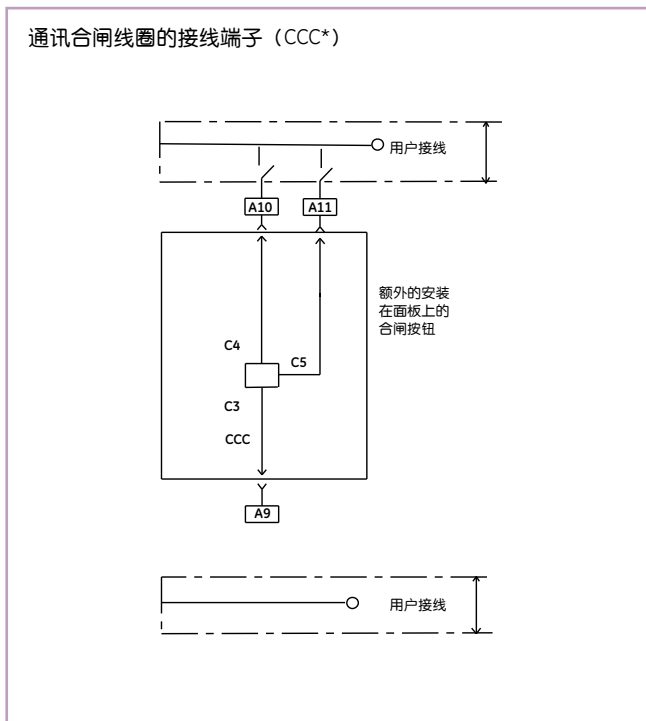 通讯合闸线圈的接线端子（CCC*）
用户接线
A10
A11
额外的安装
在面板上的
合闸按钮
C4
C5
C3
CCC
A9
用户接线